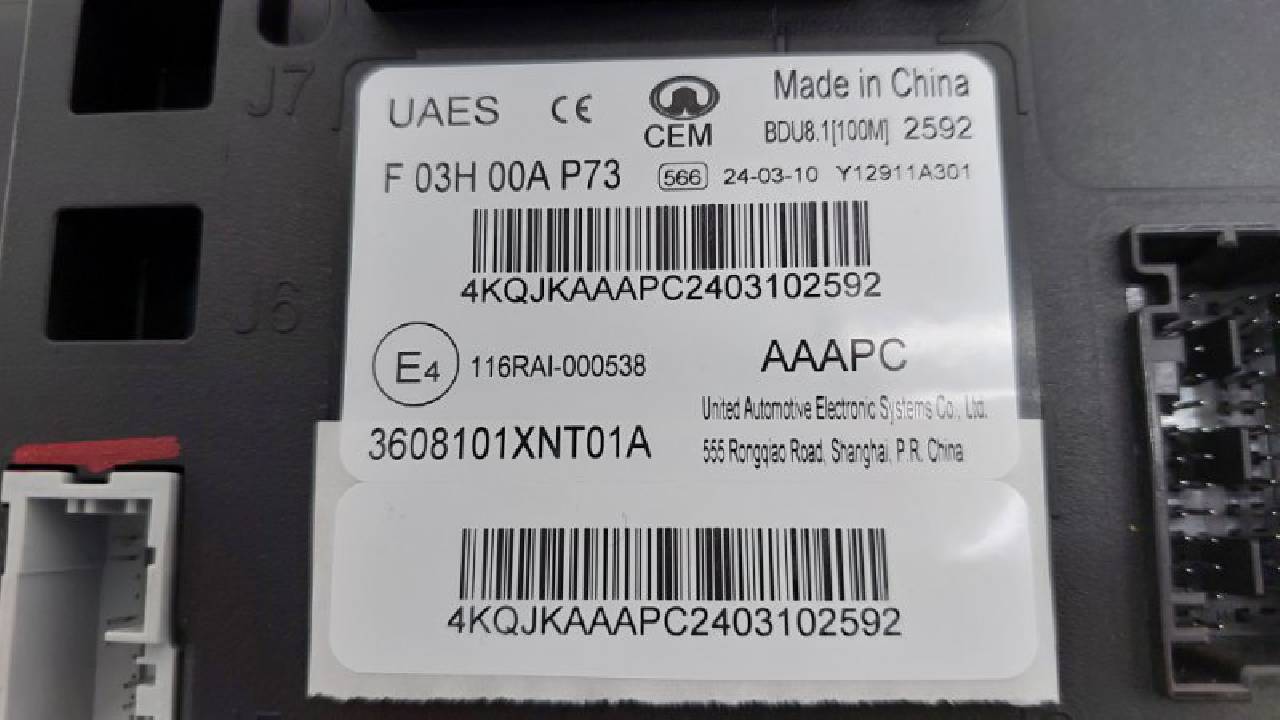 J7
UAES CE CEM Made in China
BDU8.1[100M] 2592
F 03H 00A P73 566 24-03-10 Y12911A301
4KQJKAAAPC2403102592
J6
E4 116RAI-000538 AAAPC
United Automotive Electronic Systems Co., Ltd.
3608101XNT01A 555 Rongqiao Road, Shanghai, P.R. China
4KQJKAAAPC2403102592